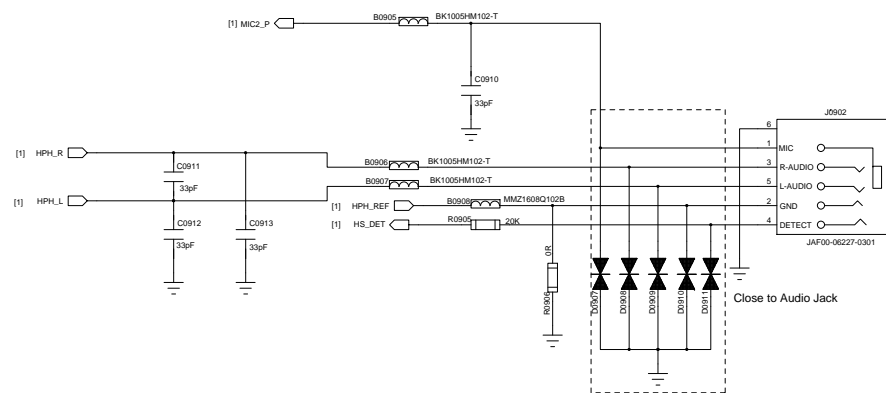 B0905 BK1005HM102-T
[1] MIC2_P
C0910
33pF
J0902
6
1 MIC
[1] HPH_R
B0906 BK1005HM102-T
3 R-AUDIO
C0911
33pF
B0907 BK1005HM102-T
5 L-AUDIO
[1] HPH_L
[1] HPH_REF B0908 MMZ1608Q102B
2 GND
[1] HS_DET R0905 20K
4 DETECT
C0912
33pF
C0913
33pF
JAF00-06227-0301
0R
R0906
D0907
D0908
D0909
D0910
D0911
Close to Audio Jack